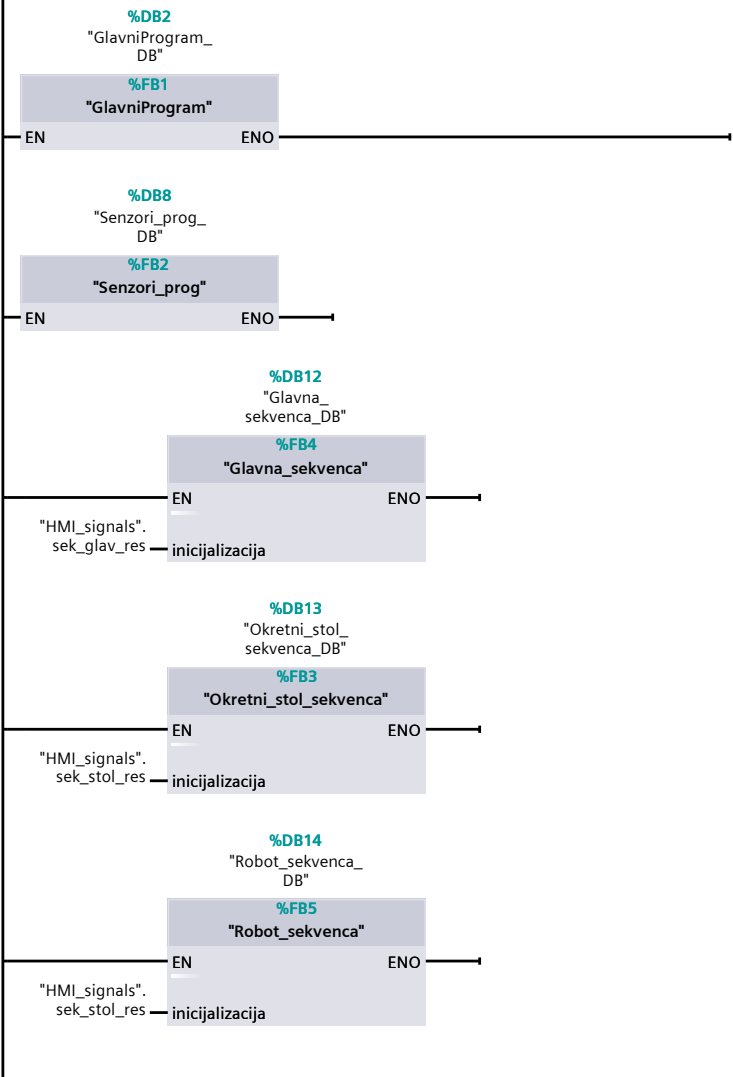 %DB2
"GlavniProgram_
DB"
%FB1
"GlavniProgram"
EN ENO
%DB8
"Senzori_prog_
DB"
%FB2
"Senzori_prog"
EN ENO
%DB12
"Glavna_
sekvenca_DB"
%FB4
"Glavna_sekvenca"
EN ENO
"HMI_signals".
sek_glav_res
inicijalizacija
%DB13
"Okretni_stol_
sekvenca_DB"
%FB3
"Okretni_stol_sekvenca"
EN ENO
"HMI_signals".
sek_stol_res
inicijalizacija
%DB14
"Robot_sekvenca_
DB"
%FB5
"Robot_sekvenca"
EN ENO
"HMI_signals".
sek_stol_res
inicijalizacija